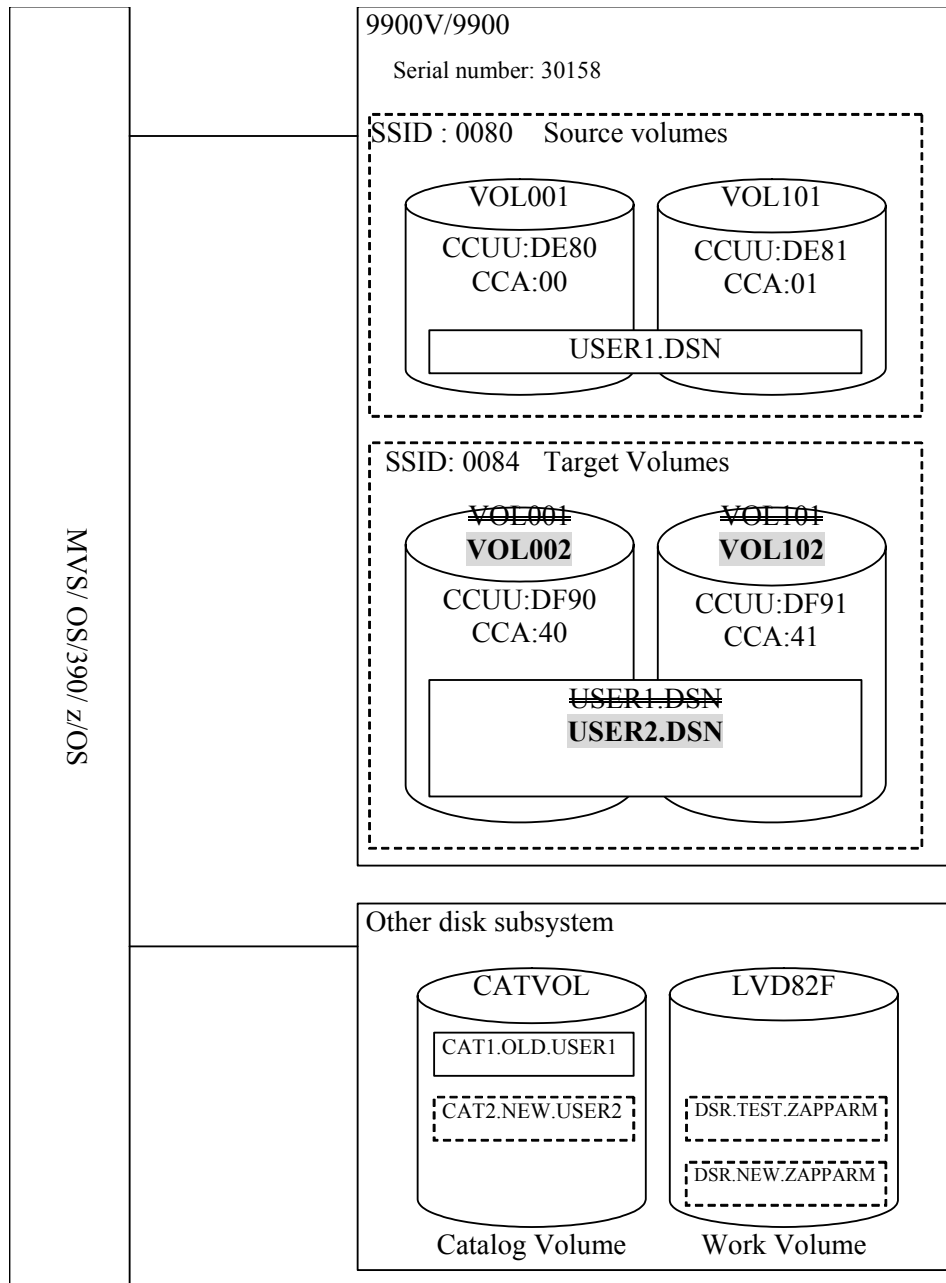 9900V/9900
Serial number: 30158
SSID : 0080 Source volumes
VOL001
VOL101
CCUU:DE80
CCA:00
CCUU:DE81
CCA:01
USER1.DSN
SSID: 0084 Target Volumes
VOL001
VOL002
VOL101
VOL102
CCUU:DF90
CCA:40
CCUU:DF91
CCA:41
USER1.DSN
USER2.DSN
MVS/ OS/390/ z/OS
Other disk subsystem
CATVOL
LVD82F
CAT1.OLD.USER1
CAT2.NEW.USER2
DSR.TEST.ZAPPARM
DSR.NEW.ZAPPARM
Catalog Volume
Work Volume